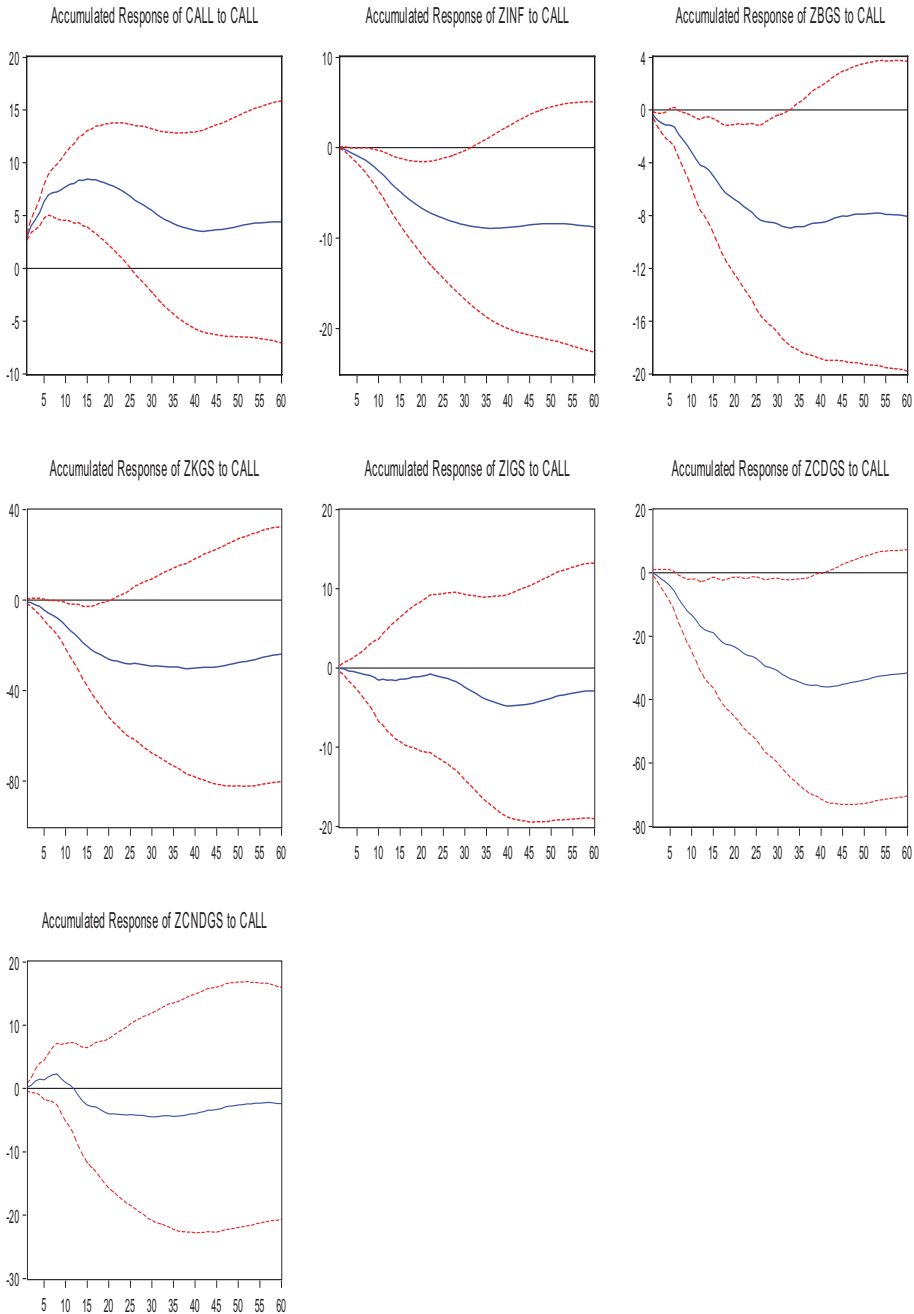 Accumulated Response of CALL to CALL
20
15
10
5
0
-5
-10
5 10 15 20 25 30 35 40 45 50 55 60
Accumulated Response of ZINF to CALL
10
0
-10
-20
5 10 15 20 25 30 35 40 45 50 55 60
Accumulated Response of ZBGS to CALL
4
0
-4
-8
-12
-16
-20
5 10 15 20 25 30 35 40 45 50 55 60
Accumulated Response of ZKGS to CALL
40
0
-40
-80
5 10 15 20 25 30 35 40 45 50 55 60
Accumulated Response of ZIGS to CALL
20
10
0
-10
-20
5 10 15 20 25 30 35 40 45 50 55 60
Accumulated Response of ZCDGS to CALL
20
0
-20
-40
-60
-80
5 10 15 20 25 30 35 40 45 50 55 60
Accumulated Response of ZCNDGS to CALL
20
10
0
-10
-20
-30
5 10 15 20 25 30 35 40 45 50 55 60